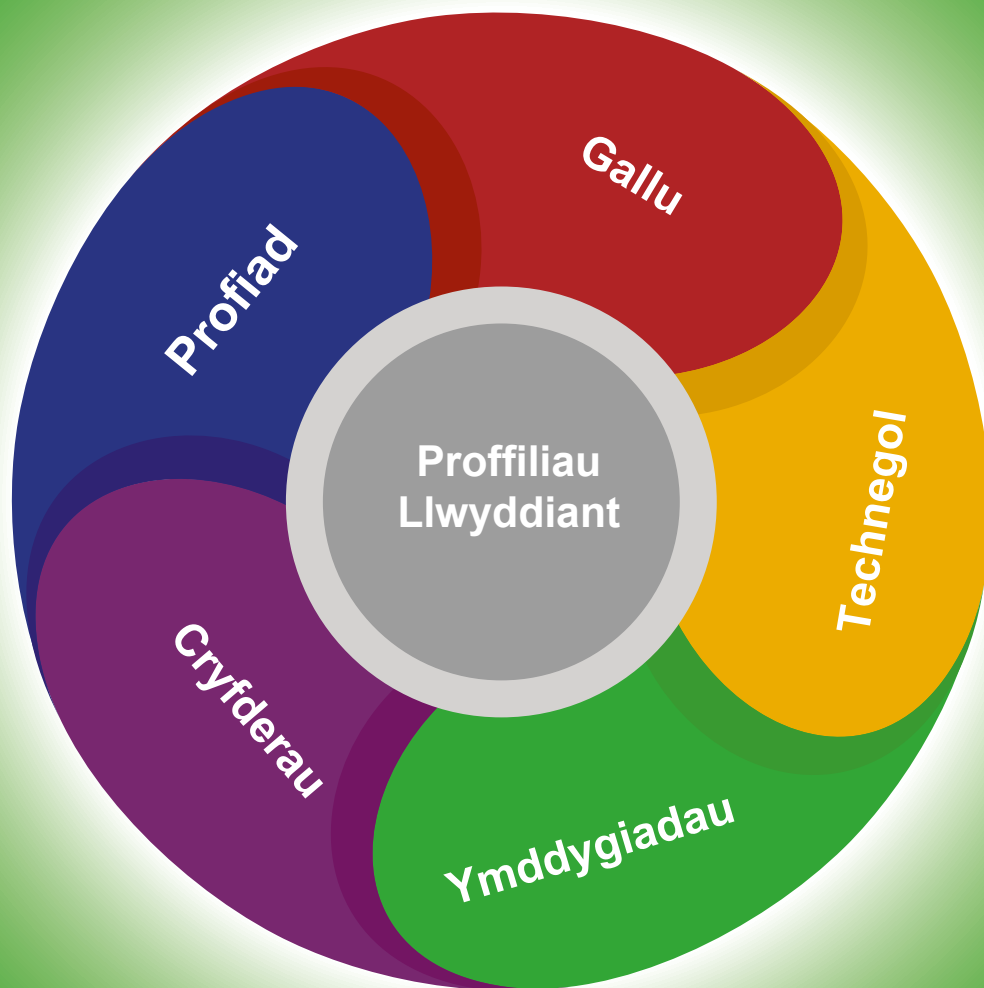 Gallu
Profiad
Technegol
Proffiliau
Llwyddiant
Cryfderau
Ymddygiadau